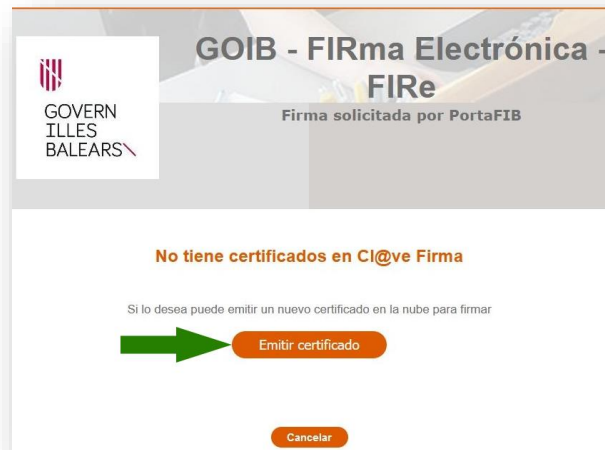 GOIB - FIRma Electrónica -
FIRe
Firma solicitada por PortaFIB
GOVERN
ILLES
BALEARS
No tiene certificados en Cl@ve Firma
Si lo desea puede emitir un nuevo certificado en la nube para firmar
Emitir certificado
Cancelar